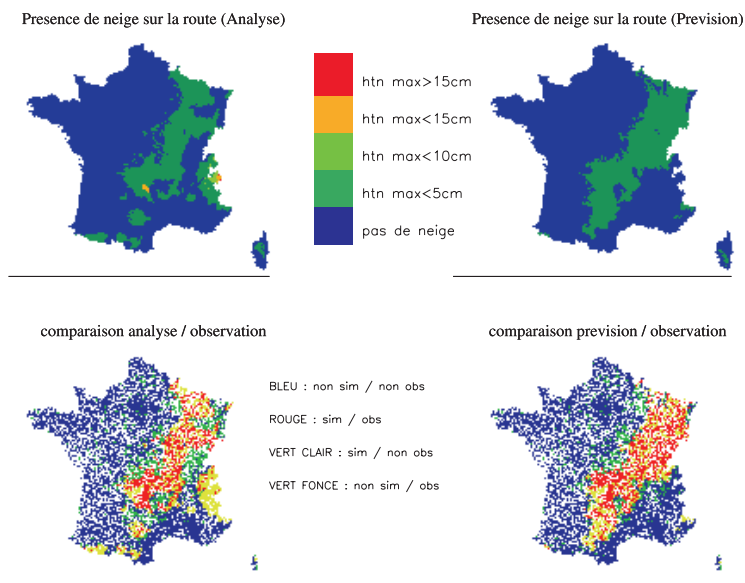 Presence de neige sur la route (Analyse)
Presence de neige sur la route (Prevision)
htn max>15cm
htn max<15cm
htn max<10cm
htn max<5cm
pas de neige
comparaison analyse / observation
comparaison prevision / observation
BLEU : non sim / non obs
ROUGE : sim / obs
VERT CLAIR : sim / non obs
VERT FONCE : non sim / obs